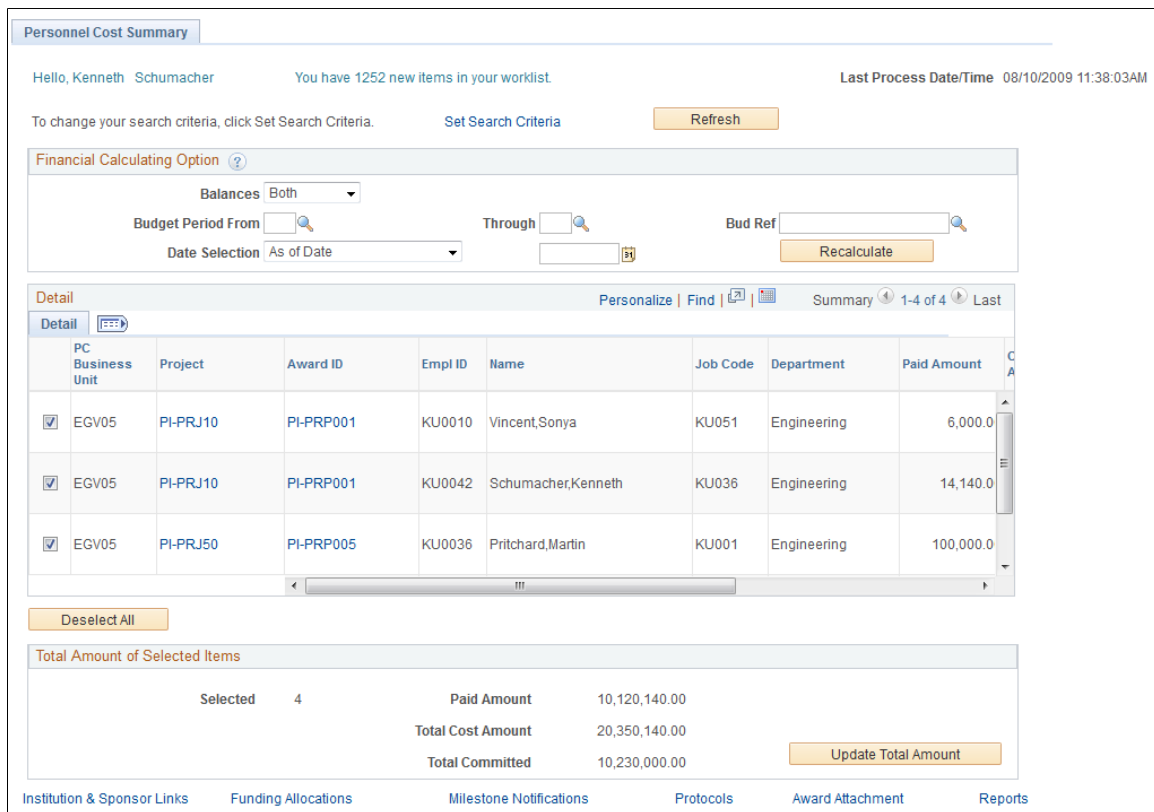 Personnel Cost Summary
Hello, Kenneth Schumacher You have 1252 new items in your worklist. Last Process Date/Time 08/10/2009 11:38:03AM
To change your search criteria, click Set Search Criteria. Set Search Criteria Refresh
Financial Calculating Option ?
Balances Both
Budget Period From Through Bud Ref
Date Selection As of Date 31 Recalculate
Detail Personalize | Find | | Summary 1-4 of 4 Last
Detail
PC Business Unit Project Award ID Empl ID Name Job Code Department Paid Amount
EGV05 PI-PRJ10 PI-PRP001 KU0010 Vincent,Sonya KU051 Engineering 6,000.0
EGV05 PI-PRJ10 PI-PRP001 KU0042 Schumacher,Kenneth KU036 Engineering 14,140.0
EGV05 PI-PRJ50 PI-PRP005 KU0036 Pritchard,Martin KU001 Engineering 100,000.0
Deselect All
Total Amount of Selected Items
Selected 4 Paid Amount 10,120,140.00
Total Cost Amount 20,350,140.00
Total Committed 10,230,000.00 Update Total Amount
Institution & Sponsor Links Funding Allocations Milestone Notifications Protocols Award Attachment Reports